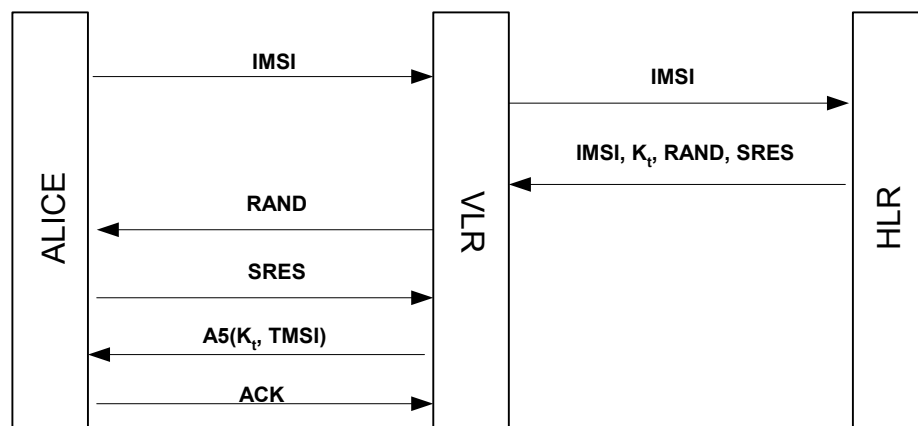 IMSI
IMSI
IMSI, Kt, RAND, SRES
RAND
SRES
A5(Kt, TMSI)
ACK
ALICE
VLR
HLR